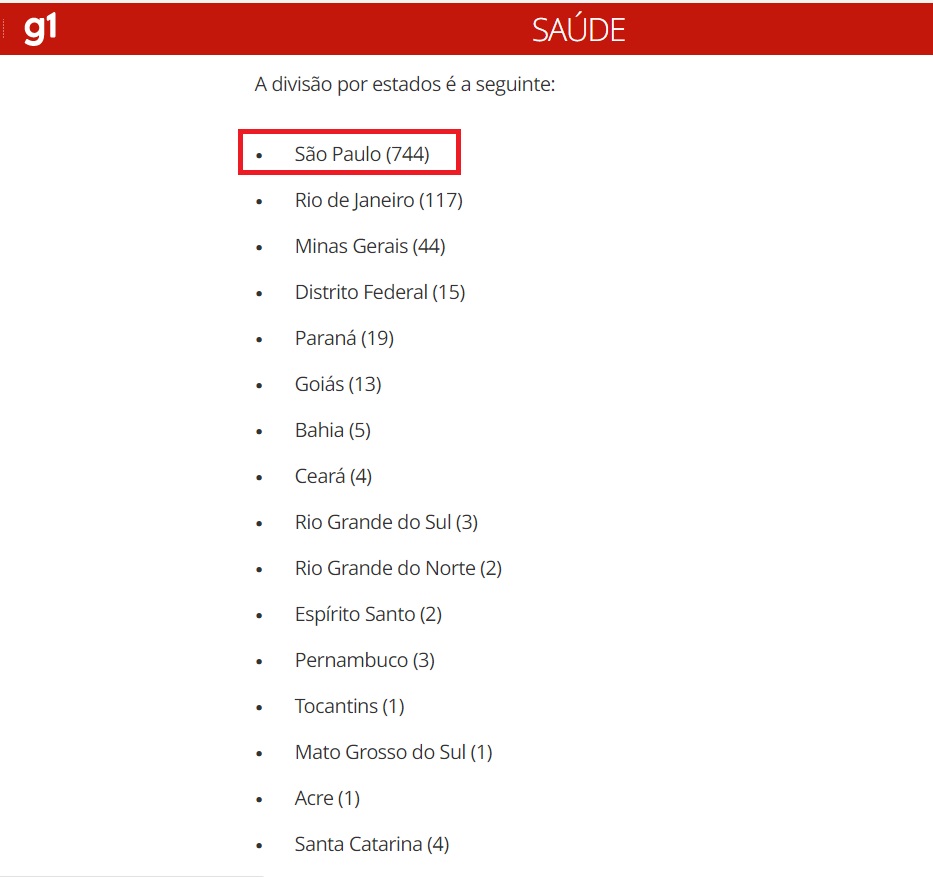 g1
SAÚDE
A divisão por estados é a seguinte:
• São Paulo (744)
• Rio de Janeiro (117)
• Minas Gerais (44)
• Distrito Federal (15)
• Paraná (19)
• Goiás (13)
• Bahia (5)
• Ceará (4)
• Rio Grande do Sul (3)
• Rio Grande do Norte (2)
• Espírito Santo (2)
• Pernambuco (3)
• Tocantins (1)
• Mato Grosso do Sul (1)
• Acre (1)
• Santa Catarina (4)